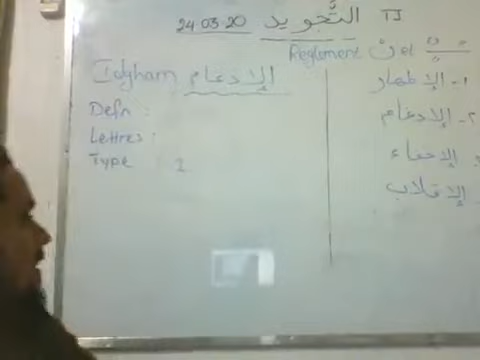 24-03-20 التَّجويد TJ
Reglement نْ et ـًـٍـٌ
Idgham الإدغام
Defn :
Lettres :
Type : 2
١- الإظهار
٢- الإدغام
الإخفاء
الإقلاب